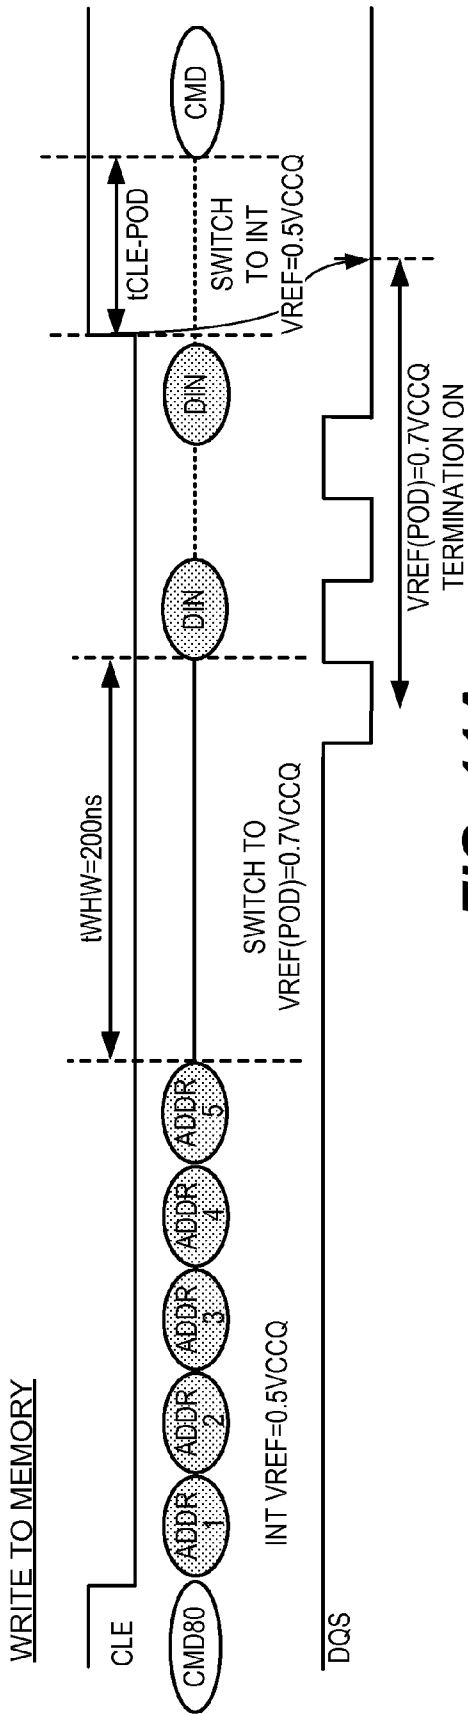 WRITE TO MEMORY
CLE
tWHW=200ns
tCLE-POD
CMD80
ADDR
1
ADDR
2
ADDR
3
ADDR
4
ADDR
5
DIN
DIN
CMD
INT VREF=0.5VCCQ
SWITCH TO
VREF(POD)=0.7VCCQ
SWITCH
TO INT
VREF=0.5VCCQ
DQS
VREF(POD)=0.7VCCQ
TERMINATION ON
FIG.